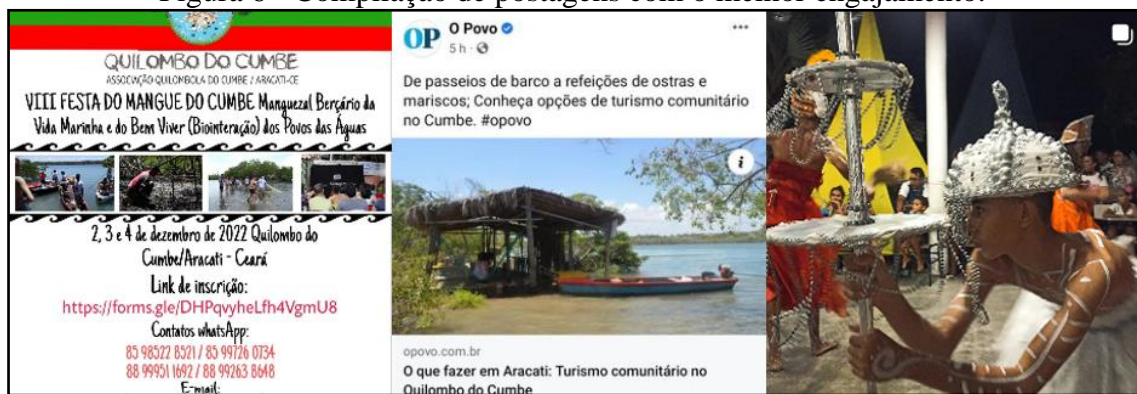 QUILOMBO DO CUMBE
ASSOCIAÇÃO QUILOMBOLA DO CUMBE / ARACATI-CE
VIII FESTA DO MANGUE DO CUMBE Manguezal Berçário da
Vida Marinha e do Bem Viver (Biointeração) dos Povos das Águas
2, 3 e 4 de dezembro de 2022 Quilombo do
Cumbe/Aracati - Ceará
Link de inscrição:
https://forms.gle/DHPqvyheLfh4VgmU8
Contatos whatsApp:
85 98522 8521 / 85 99726 0734
88 99951 1692 / 88 99263 8648
E-mail:
OP O Povo
5 h
De passeios de barco a refeições de ostras e
mariscos; Conheça opções de turismo comunitário
no Cumbe. #opovo
opovo.com.br
O que fazer em Aracati: Turismo comunitário no
Quilombo do Cumbe